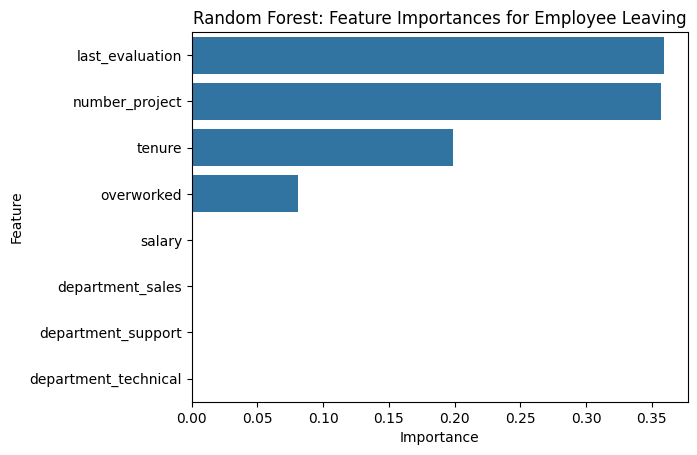 Random Forest: Feature Importances for Employee Leaving
last_evaluation
number_project
tenure
overworked
salary
department_sales
department_support
department_technical
Feature
0.00 0.05 0.10 0.15 0.20 0.25 0.30 0.35
Importance